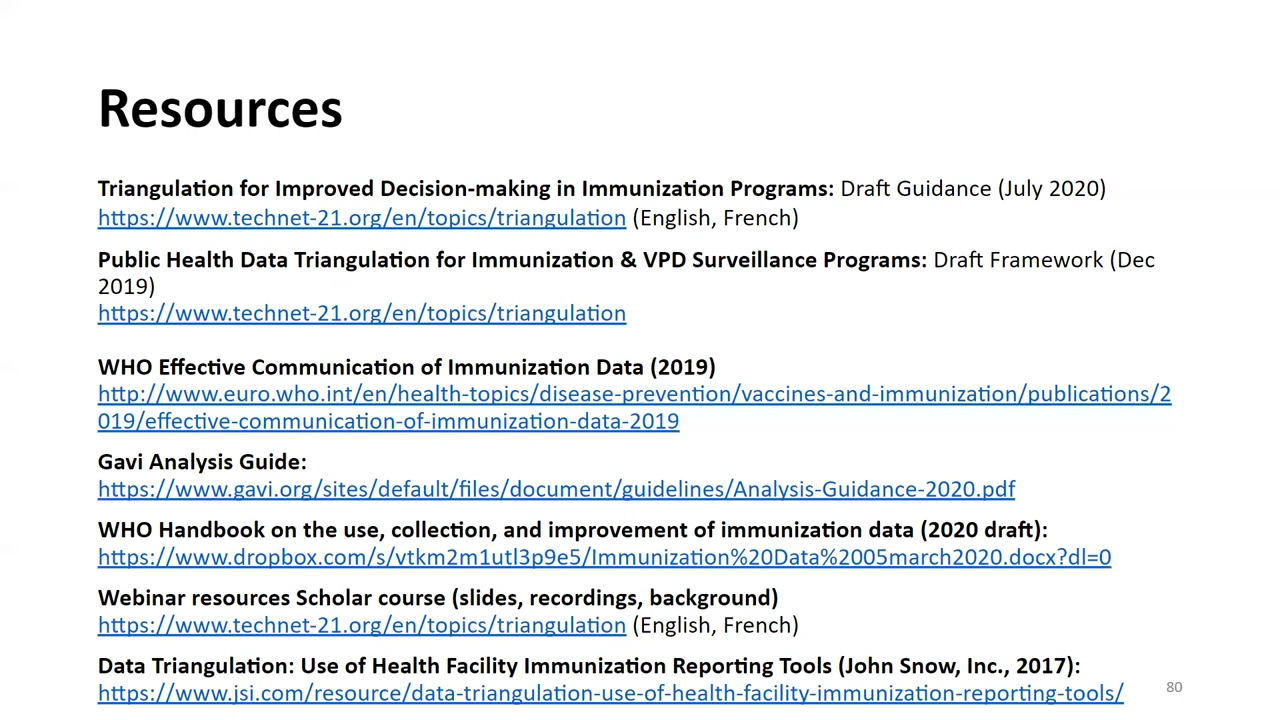 Resources
Triangulation for Improved Decision-making in Immunization Programs: Draft Guidance (July 2020)
https://www.technet-21.org/en/topics/triangulation (English, French)
Public Health Data Triangulation for Immunization & VPD Surveillance Programs: Draft Framework (Dec
2019)
https://www.technet-21.org/en/topics/triangulation
WHO Effective Communication of Immunization Data (2019)
http://www.euro.who.int/en/health-topics/disease-prevention/vaccines-and-immunization/publications/2
019/effective-communication-of-immunization-data-2019
Gavi Analysis Guide:
https://www.gavi.org/sites/default/files/document/guidelines/Analysis-Guidance-2020.pdf
WHO Handbook on the use, collection, and improvement of immunization data (2020 draft):
https://www.dropbox.com/s/vtkm2m1utl3p9e5/Immunization%20Data%2005march2020.docx?dl=0
Webinar resources Scholar course (slides, recordings, background)
https://www.technet-21.org/en/topics/triangulation (English, French)
Data Triangulation: Use of Health Facility Immunization Reporting Tools (John Snow, Inc., 2017):
https://www.jsi.com/resource/data-triangulation-use-of-health-facility-immunization-reporting-tools/
80